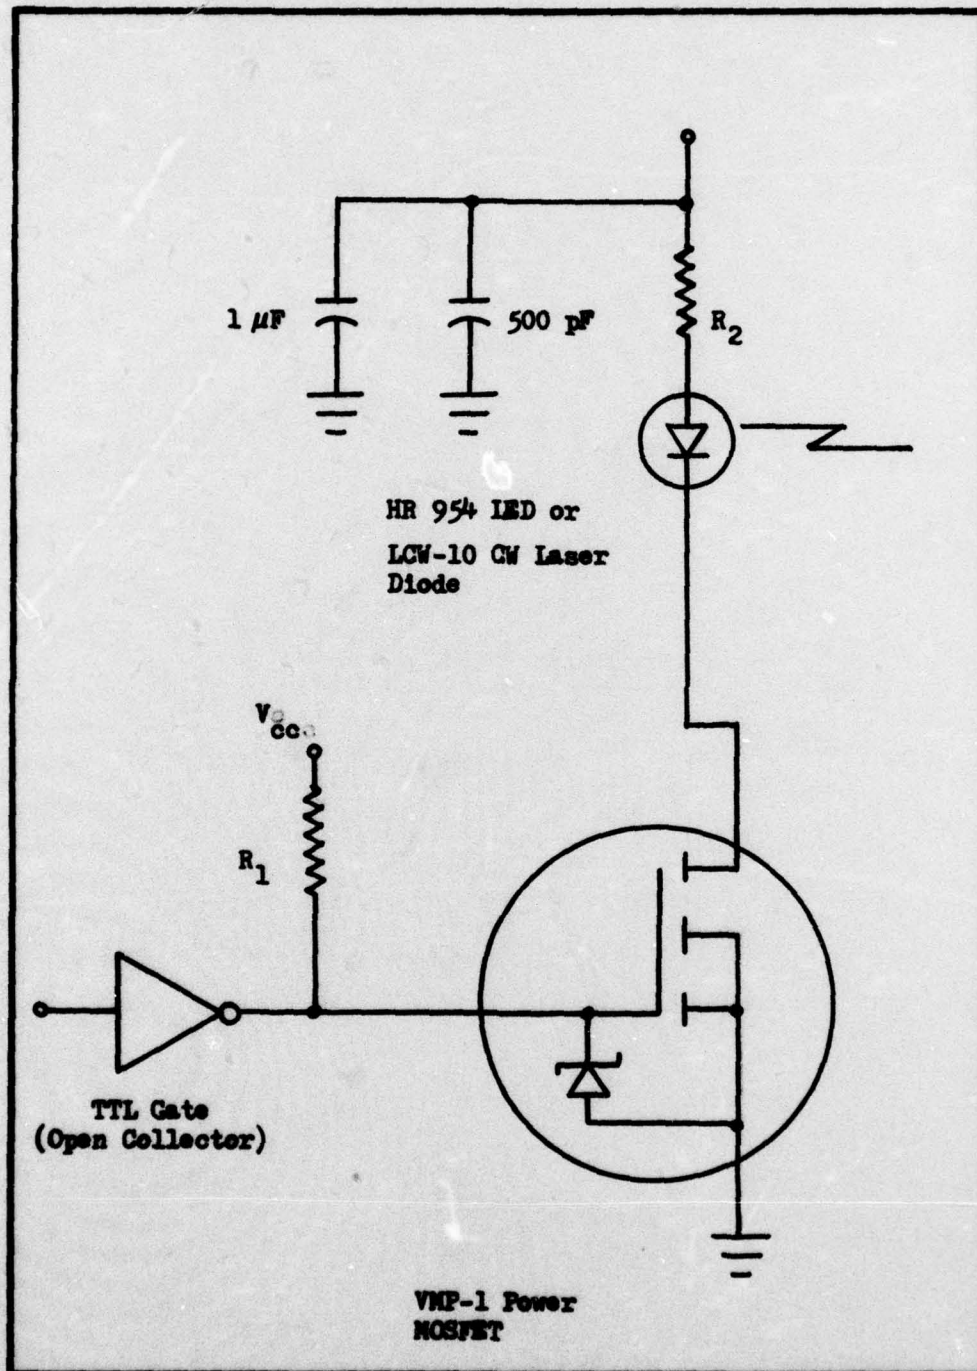 1 μF
500 pF
R2
HR 954 LED or
LCW-10 CW Laser
Diode
Vcc
R1
TTL Gate
(Open Collector)
VMP-1 Power
MOSFET